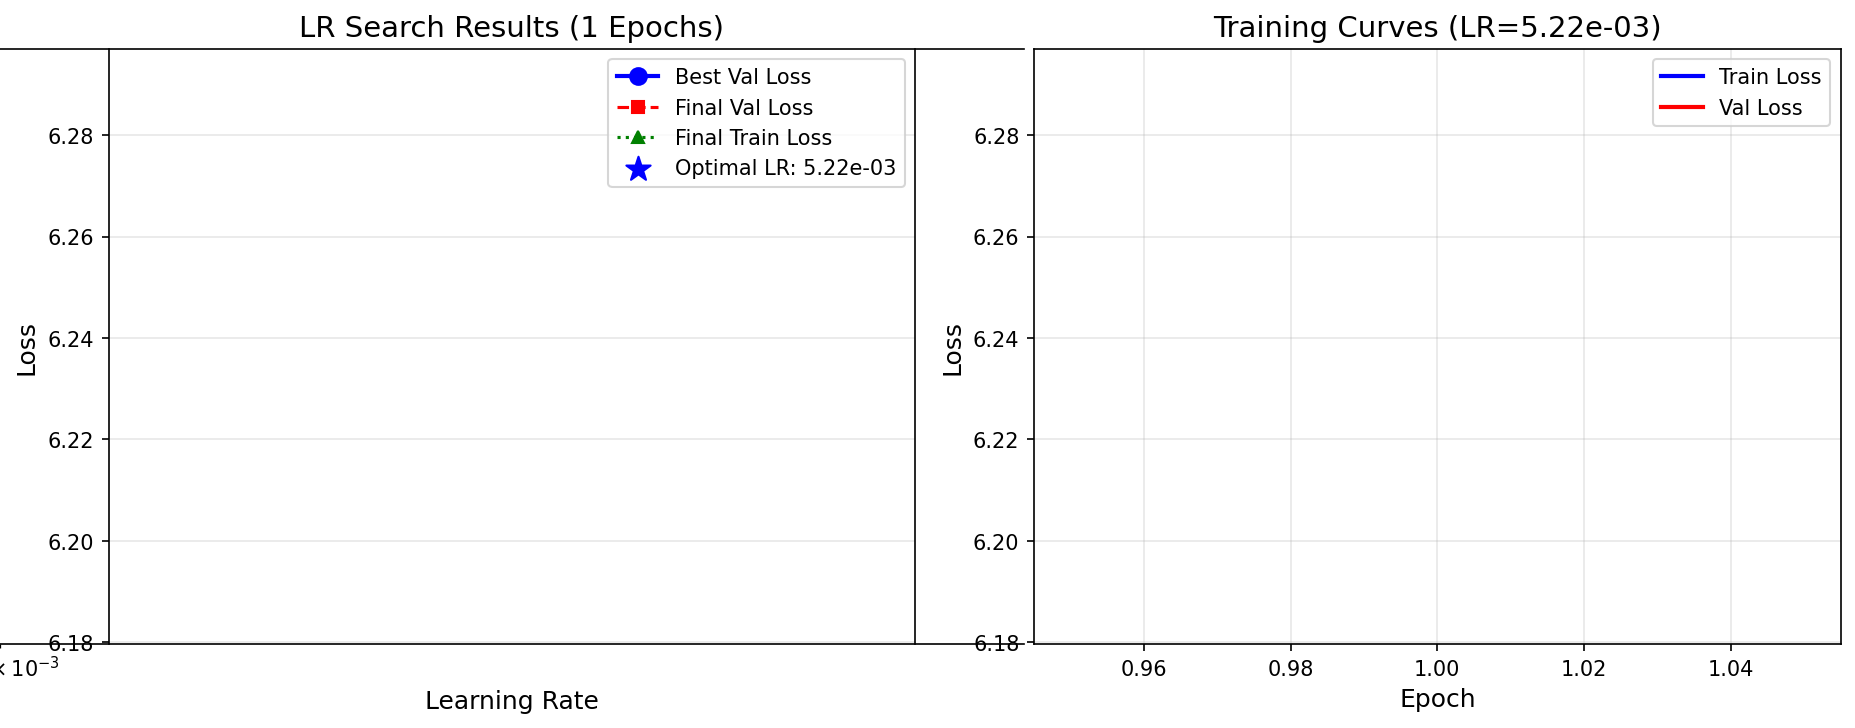 LR Search Results (1 Epochs)
Best Val Loss
Final Val Loss
Final Train Loss
Optimal LR: 5.22e-03
6.28
6.26
6.24
6.22
6.20
6.18
Loss
× 10⁻³
Learning Rate
Training Curves (LR=5.22e-03)
Train Loss
Val Loss
6.28
6.26
6.24
6.22
6.20
6.18
Loss
0.96 0.98 1.00 1.02 1.04
Epoch